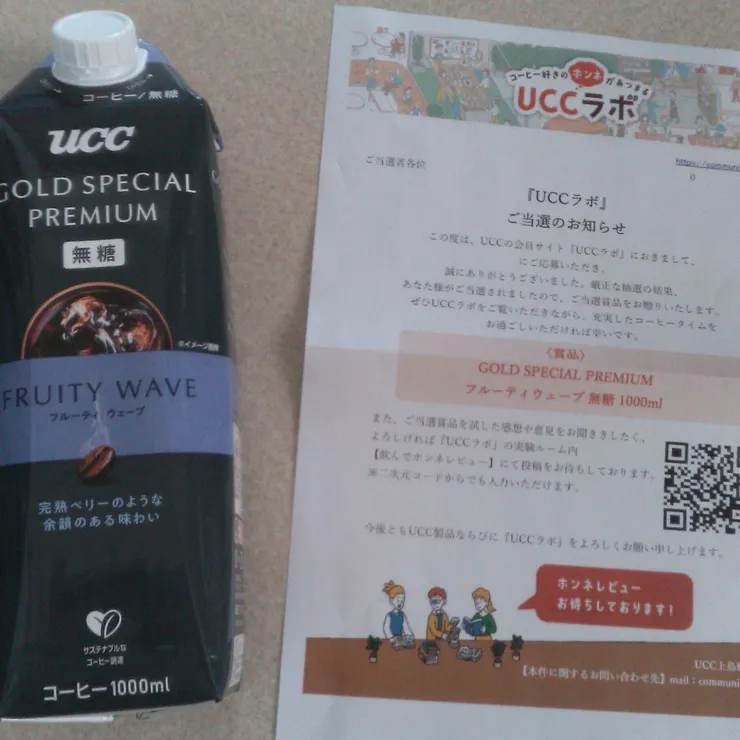 コーヒー/無糖
UCC
GOLD SPECIAL
PREMIUM
無糖
※イメージ画像
FRUITY WAVE
フルーティ ウェーブ
完熟ベリーのような
余韻のある味わい
サステナブルな
コーヒー調達
コーヒー1000ml
コーヒー好きのホンネがあつまる
UCCラボ
ご当選者各位
https://communi
0
『UCCラボ』
ご当選のお知らせ
この度は、UCCの会員サイト『UCCラボ』におきまして、
にご応募いただき、
誠にありがとうございました。厳正な抽選の結果、
あなた様がご当選されましたので、ご当選賞品をお贈りいたします。
ぜひUCCラボをご覧いただきながら、充実したコーヒータイムを
お過ごしいただければ幸いです。
〈賞品〉
GOLD SPECIAL PREMIUM
フルーティウェーブ 無糖 1000ml
また、ご当選賞品を試した感想や意見をお聞ききしたく、
よろしければ『UCCラボ』の実験ルーム内
【飲んでホンネレビュー】にて投稿をお待ちしております。
※二次元コードからでも入力いただけます。
今後ともUCC製品ならびに『UCCラボ』をよろしくお願い申し上げます。
ホンネレビュー
お待ちしております!
UCC上島
【本件に関するお問い合わせ先】mail:communi